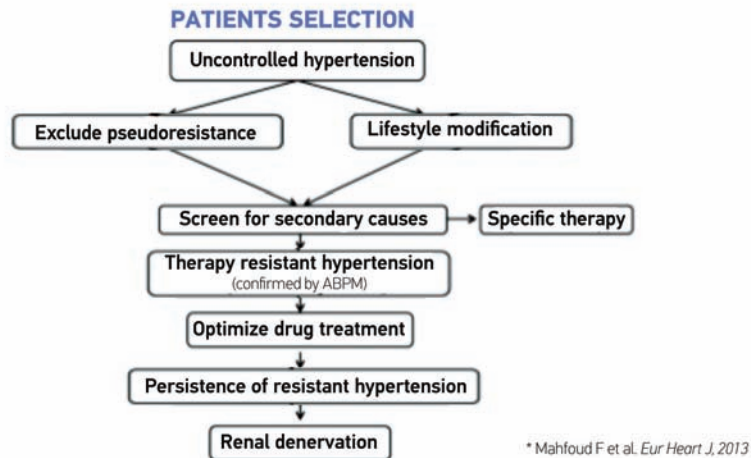 PATIENTS SELECTION
Uncontrolled hypertension
Exclude pseudoresistance
Lifestyle modification
Screen for secondary causes
Specific therapy
Therapy resistant hypertension
(confirmed by ABPM)
Optimize drug treatment
Persistence of resistant hypertension
Renal denervation
* Mahfoud F et al. Eur Heart J, 2013